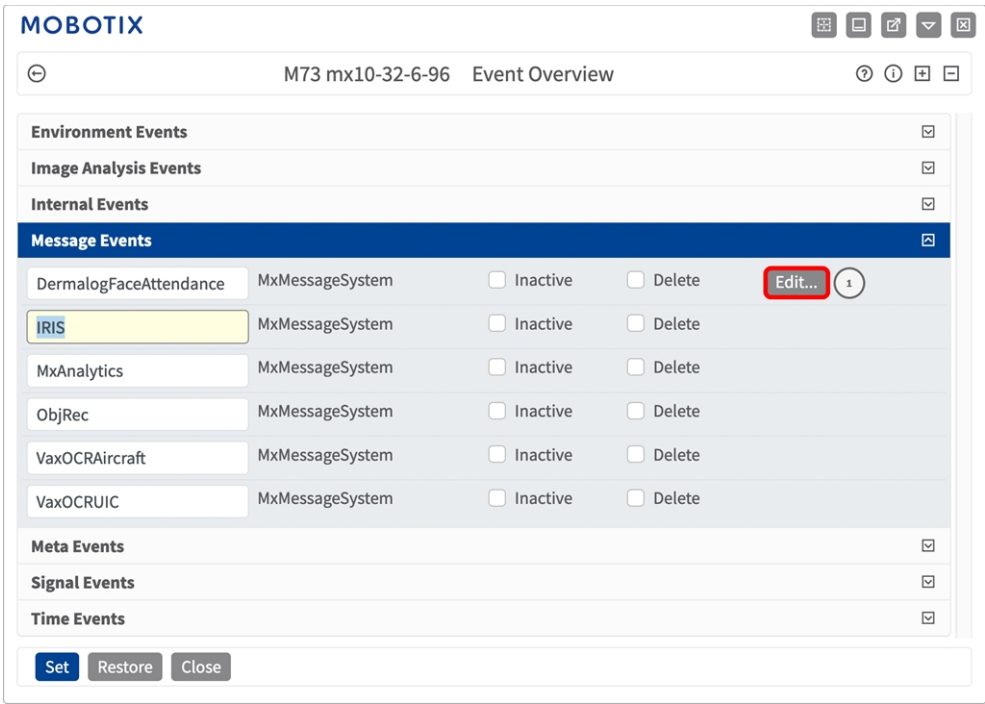 MOBOTIX
M73 mx10-32-6-96 Event Overview
Environment Events
Image Analysis Events
Internal Events
Message Events
DermalogFaceAttendance MxMessageSystem Inactive Delete Edit... 1
IRIS MxMessageSystem Inactive Delete
MxAnalytics MxMessageSystem Inactive Delete
ObjRec MxMessageSystem Inactive Delete
VaxOCRAircraft MxMessageSystem Inactive Delete
VaxOCRUIC MxMessageSystem Inactive Delete
Meta Events
Signal Events
Time Events
Set Restore Close